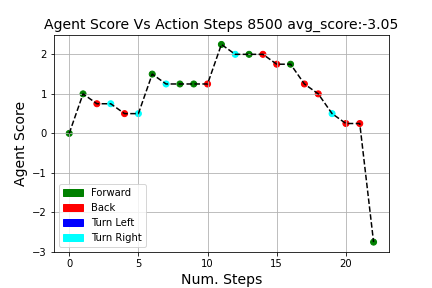 Agent Score Vs Action Steps 8500 avg_score:-3.05
Agent Score
2
1
0
−1
−2
−3
Forward
Back
Turn Left
Turn Right
0 5 10 15 20
Num. Steps